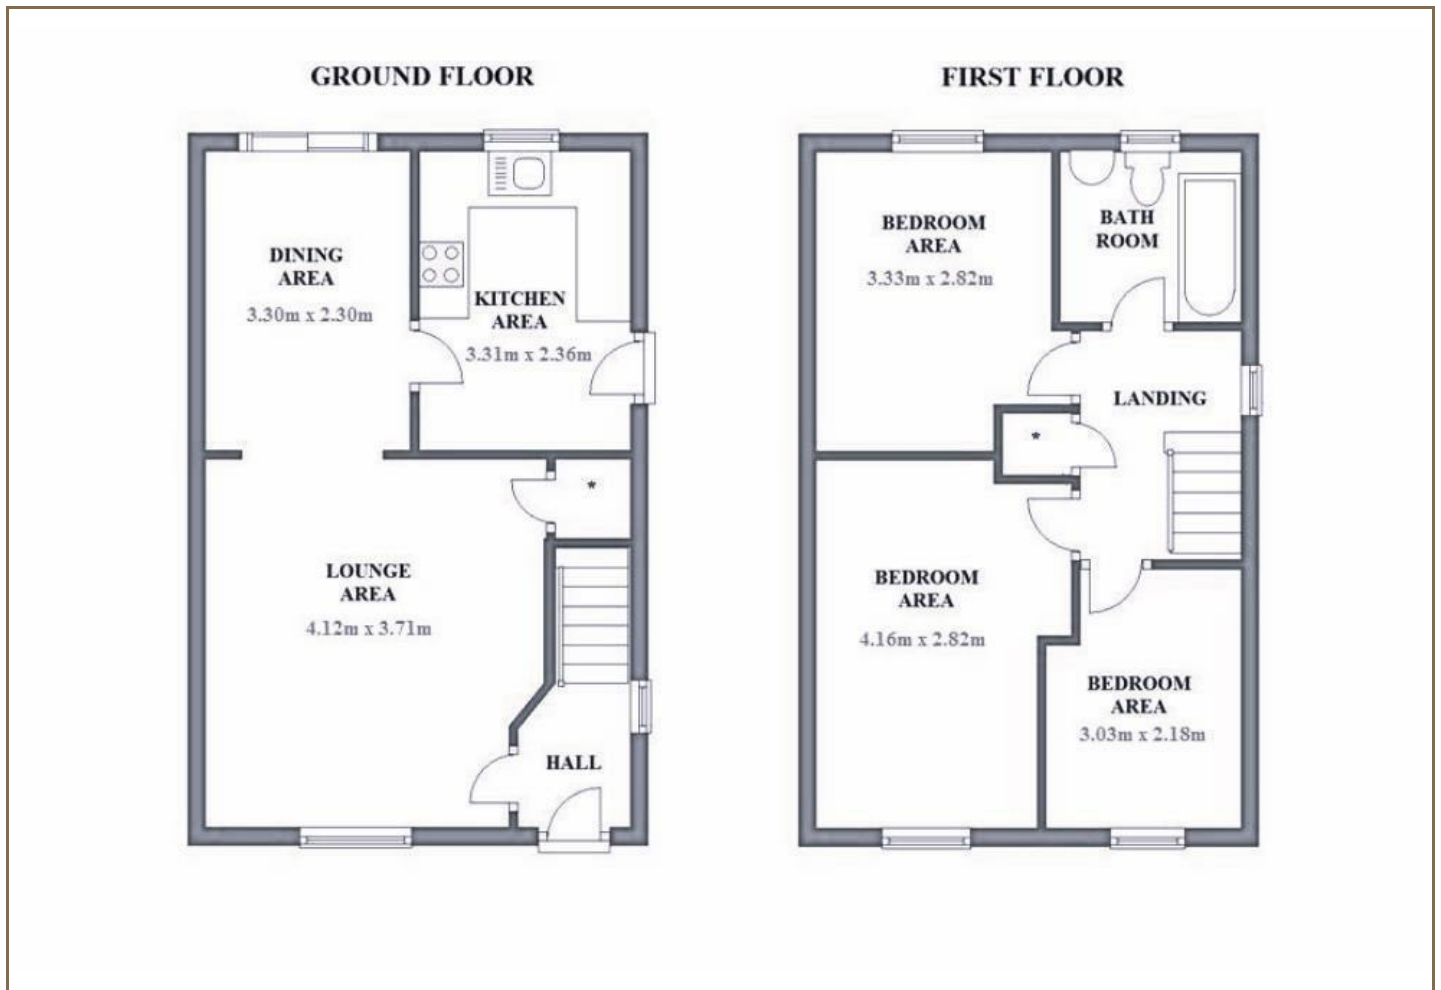 GROUND FLOOR
DINING
AREA
3.30m x 2.30m
KITCHEN
AREA
3.31m x 2.36m
*
LOUNGE
AREA
4.12m x 3.71m
HALL
FIRST FLOOR
BEDROOM
AREA
3.33m x 2.82m
BATH
ROOM
LANDING
*
BEDROOM
AREA
4.16m x 2.82m
BEDROOM
AREA
3.03m x 2.18m